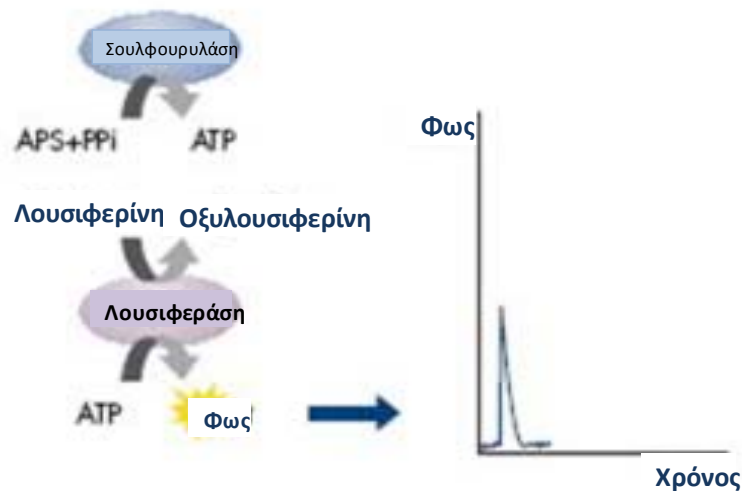 Σουλφουρυλάση
APS+PPi ATP
Λουσιφερίνη Οξυλουσιφερίνη
Λουσιφεράση
ATP Φως
Φως
Χρόνος